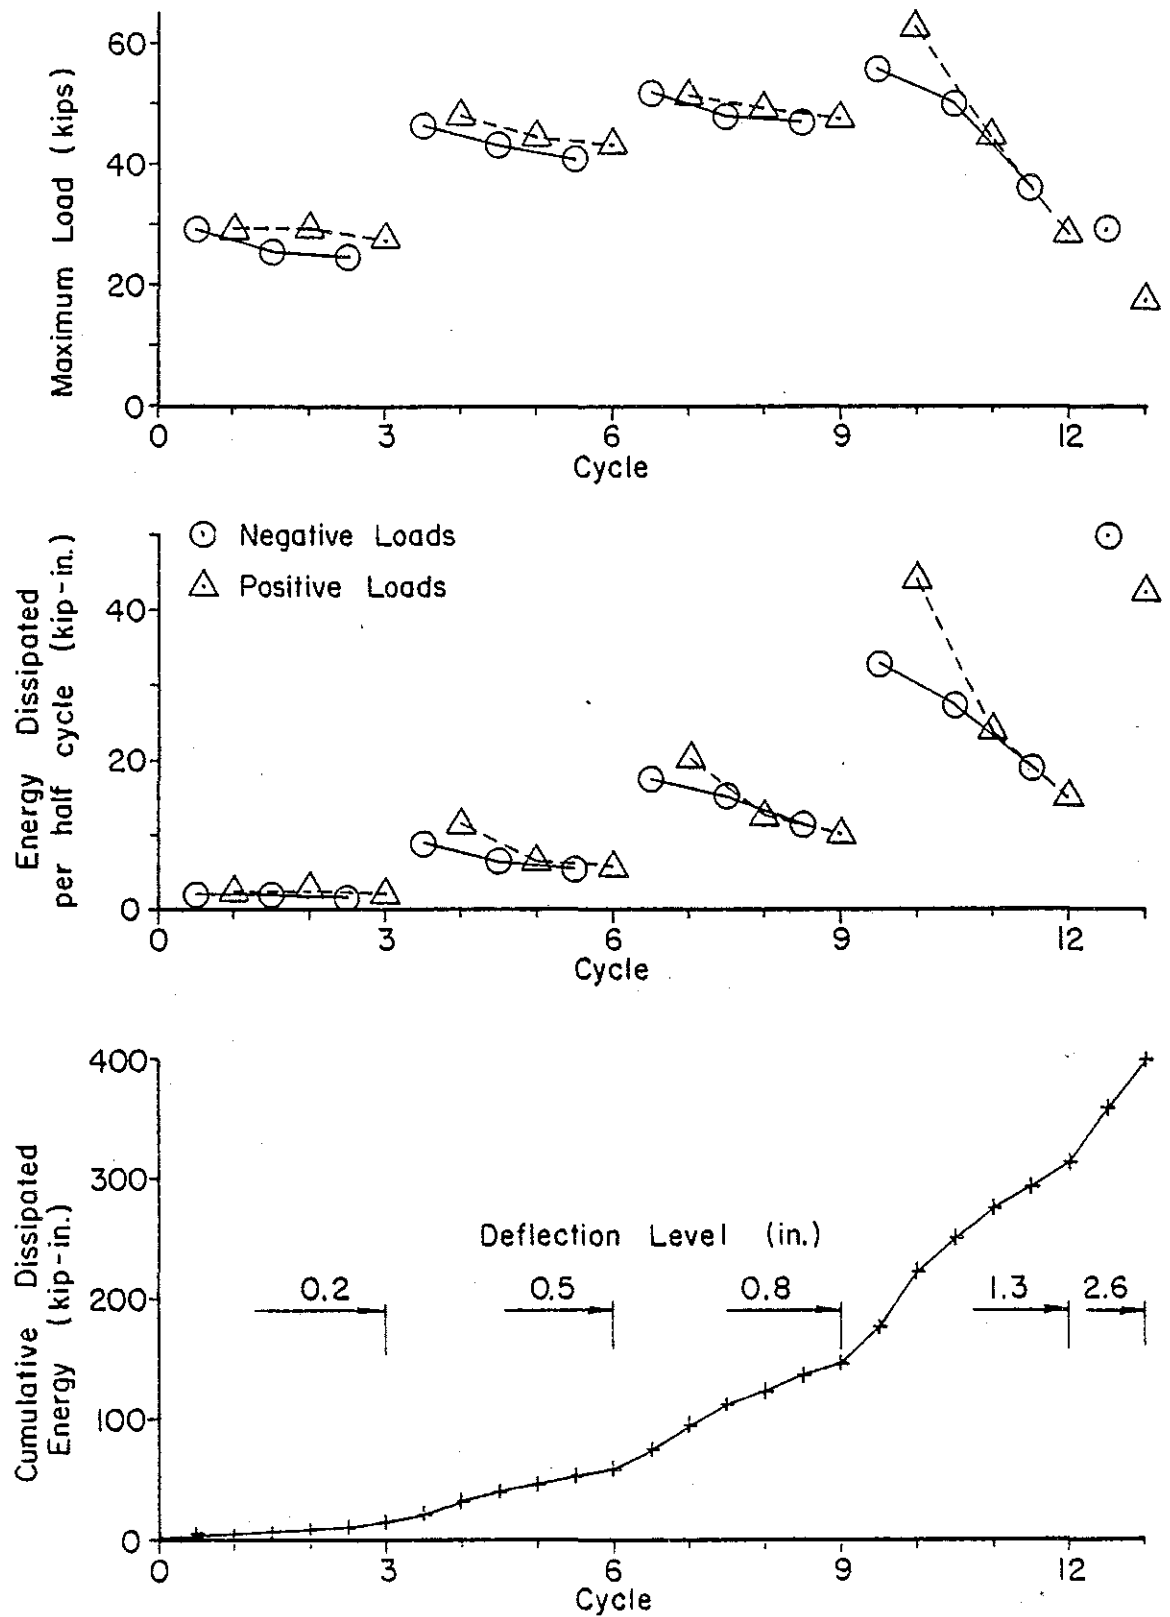 60
40
20
0
Maximum Load (kips)
0 3 6 9 12
Cycle
Negative Loads
Positive Loads
40
20
0
Energy Dissipated
per half cycle (kip-in.)
0 3 6 9 12
Cycle
400
300
200
100
0
Cumulative Dissipated
Energy (kip-in.)
Deflection Level (in.)
0.2 0.5 0.8 1.3 2.6
0 3 6 9 12
Cycle